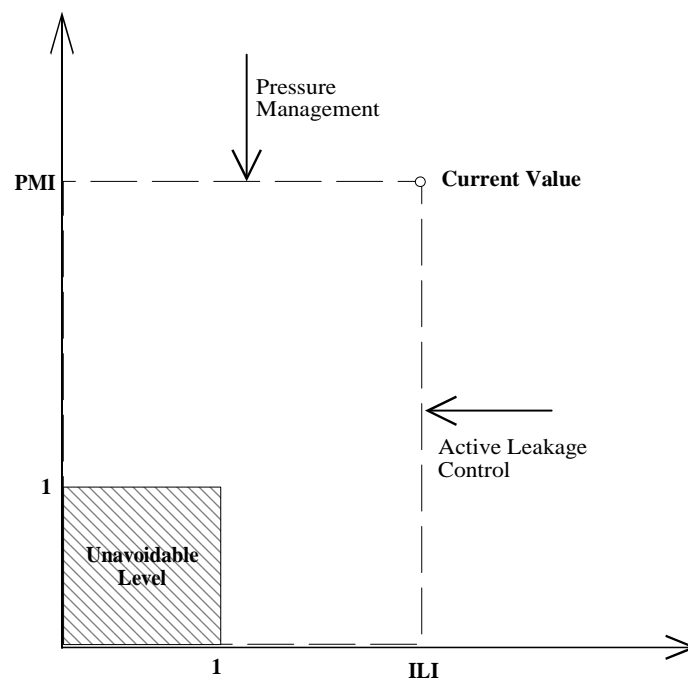 Pressure
Management
PMI
Current Value
Active Leakage
Control
1
Unavoidable
Level
1
ILI